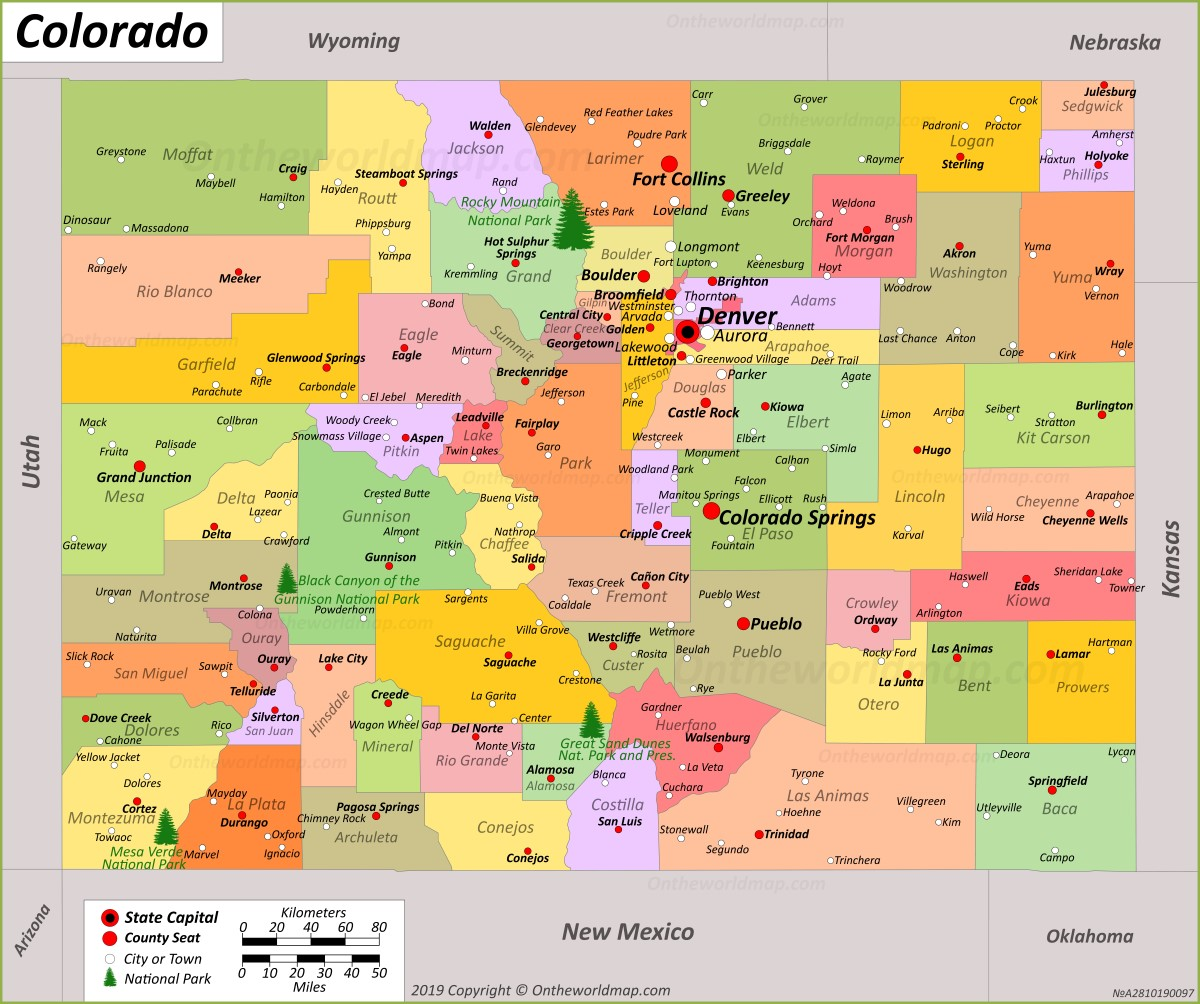 Colorado
Wyoming
Nebraska
Utah
Kansas
Arizona
New Mexico
Oklahoma
Ontheworldmap.com
Moffat
Greystone
Maybell
Craig
Hamilton
Dinosaur
Massadona
Routt
Steamboat Springs
Hayden
Phippsburg
Yampa
Jackson
Walden
Rand
Rocky Mountain
National Park
Larimer
Glendevey
Red Feather Lakes
Poudre Park
Fort Collins
Estes Park
Loveland
Weld
Carr
Grover
Briggsdale
Raymer
Greeley
Evans
Fort Lupton
Keenesburg
Logan
Crook
Padroni
Proctor
Sterling
Julesburg
Sedgwick
Amherst
Haxtun
Holyoke
Phillips
Morgan
Weldona
Orchard
Brush
Fort Morgan
Hoyt
Washington
Akron
Woodrow
Last Chance
Anton
Cope
Yuma
Yuma
Wray
Vernon
Kirk
Hale
Rio Blanco
Rangely
Meeker
Garfield
Glenwood Springs
Rifle
Parachute
Carbondale
Grand
Hot Sulphur
Springs
Kremmling
Boulder
Longmont
Boulder
Broomfield
Gilpin
Central City
Clear Creek
Georgetown
Westminster
Arvada
Golden
Lakewood
Littleton
Jefferson
Pine
Brighton
Thornton
Adams
Denver
Aurora
Bennett
Arapahoe
Greenwood Village
Deer Trail
Eagle
Bond
Eagle
Minturn
El Jebel
Meredith
Summit
Breckenridge
Douglas
Parker
Castle Rock
Westcreek
Elbert
Agate
Kiowa
Elbert
Simla
Lincoln
Limon
Arriba
Hugo
Karval
Kit Carson
Seibert
Stratton
Burlington
Mesa
Mack
Fruita
Palisade
Collbran
Grand Junction
Gateway
Pitkin
Woody Creek
Snowmass Village
Aspen
Lake
Leadville
Twin Lakes
Park
Jefferson
Fairplay
Garo
Delta
Paonia
Lazear
Delta
Crawford
Gunnison
Crested Butte
Almont
Pitkin
Gunnison
Powderhorn
Black Canyon of the
Gunnison National Park
Chaffee
Buena Vista
Nathrop
Salida
Teller
Woodland Park
Cripple Creek
El Paso
Monument
Calhan
Falcon
Manitou Springs
Ellicott
Rush
Colorado Springs
Fountain
Cheyenne
Arapahoe
Wild Horse
Cheyenne Wells
Montrose
Montrose
Uravan
Naturita
Ouray
Colona
Ouray
Saguache
Sargents
Villa Grove
Saguache
Crestone
La Garita
Center
Fremont
Cañon City
Texas Creek
Coaldale
Custer
Westcliffe
Wetmore
Rosita
Pueblo
Pueblo West
Pueblo
Beulah
Rye
Crowley
Ordway
Kiowa
Haswell
Eads
Sheridan Lake
Towner
Arlington
San Miguel
Slick Rock
Sawpit
Telluride
Dolores
Dove Creek
Cahone
Rico
San Juan
Silverton
Hinsdale
Lake City
Mineral
Creede
Wagon Wheel Gap
Rio Grande
Del Norte
Monte Vista
Alamosa
Alamosa
Great Sand Dunes
Nat. Park and Pres.
Huerfano
Gardner
Walsenburg
La Veta
Cuchara
Otero
Rocky Ford
La Junta
Bent
Las Animas
Prowers
Lamar
Hartman
Montezuma
Yellow Jacket
Dolores
Cortez
Towaoc
Mesa Verde
National Park
La Plata
Mayday
Durango
Oxford
Marvel
Ignacio
Archuleta
Pagosa Springs
Chimney Rock
Conejos
Conejos
Costilla
Blanca
San Luis
Las Animas
Tyrone
Hoehne
Villegreen
Kim
Stonewall
Segundo
Trinidad
Trinchera
Baca
Deora
Lycan
Springfield
Utleyville
Campo
State Capital
County Seat
City or Town
National Park
Kilometers
0 20 40 60 80
0 10 20 30 40 50
Miles
2019 Copyright © Ontheworldmap.com
№A2810190097